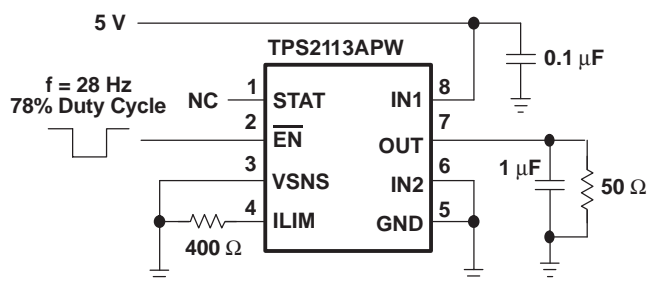 5 V
TPS2113APW
0.1 µF
f = 28 Hz
78% Duty Cycle
NC
1
STAT
IN1
8
2
EN
OUT
7
3
VSNS
IN2
6
1 µF
50 Ω
4
ILIM
GND
5
400 Ω